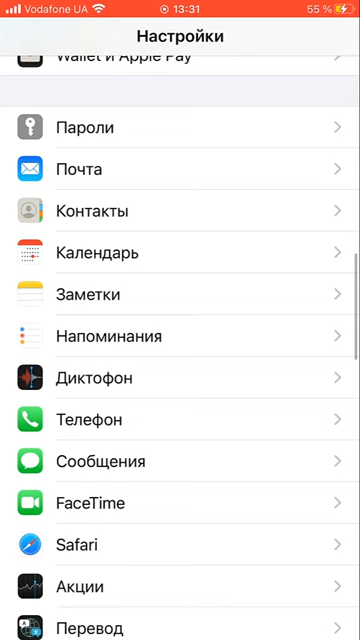 Vodafone UA 13:31 55 %
Настройки
Wallet и Apple Pay
Пароли
Почта
Контакты
Календарь
Заметки
Напоминания
Диктофон
Телефон
Сообщения
FaceTime
Safari
Акции
Перевод